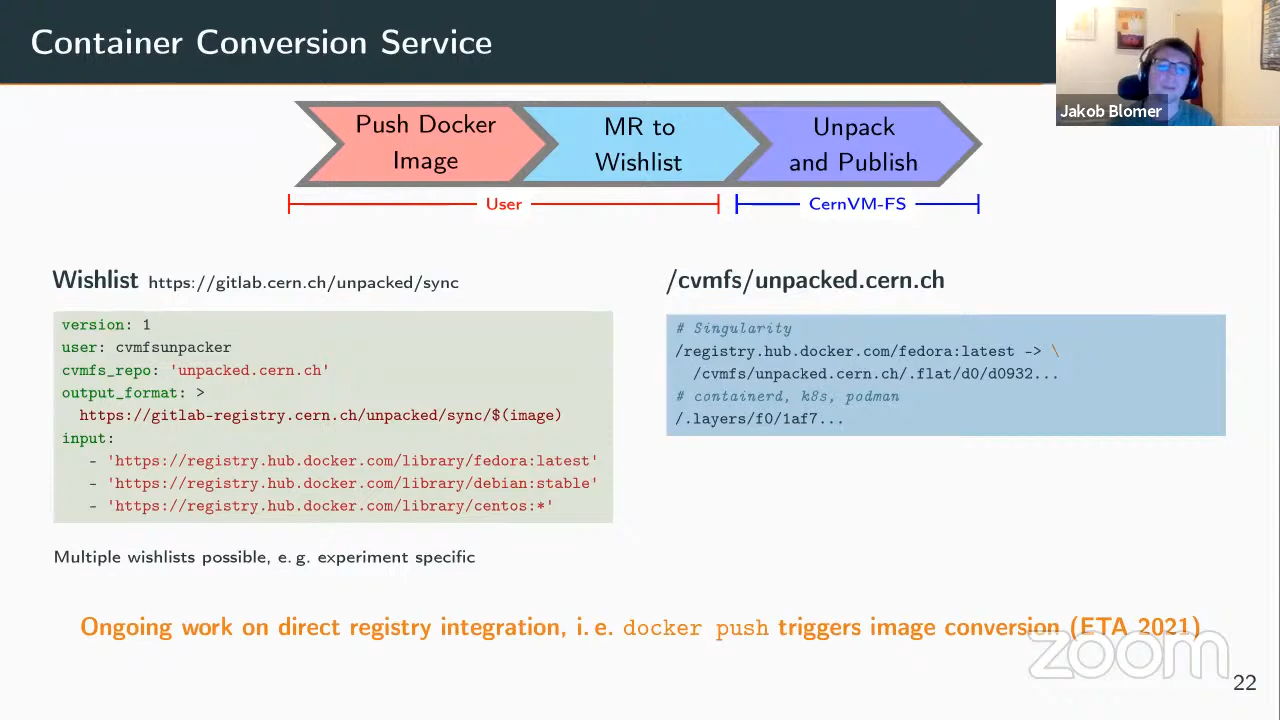 Container Conversion Service
Jakob Blomer
Push Docker
Image
MR to
Wishlist
Unpack
and Publish
User
CernVM-FS
Wishlist https://gitlab.cern.ch/unpacked/sync
version: 1
user: cvmfsunpacker
cvmfs_repo: 'unpacked.cern.ch'
output_format: >
https://gitlab-registry.cern.ch/unpacked/sync/$(image)
input:
- 'https://registry.hub.docker.com/library/fedora:latest'
- 'https://registry.hub.docker.com/library/debian:stable'
- 'https://registry.hub.docker.com/library/centos:*'
Multiple wishlists possible, e. g. experiment specific
/cvmfs/unpacked.cern.ch
# Singularity
/registry.hub.docker.com/fedora:latest -> \
/cvmfs/unpacked.cern.ch/.flat/d0/d0932...
# containerd, k8s, podman
/.layers/f0/1af7...
Ongoing work on direct registry integration, i. e. docker push triggers image conversion (ETA 2021)
zoom
22